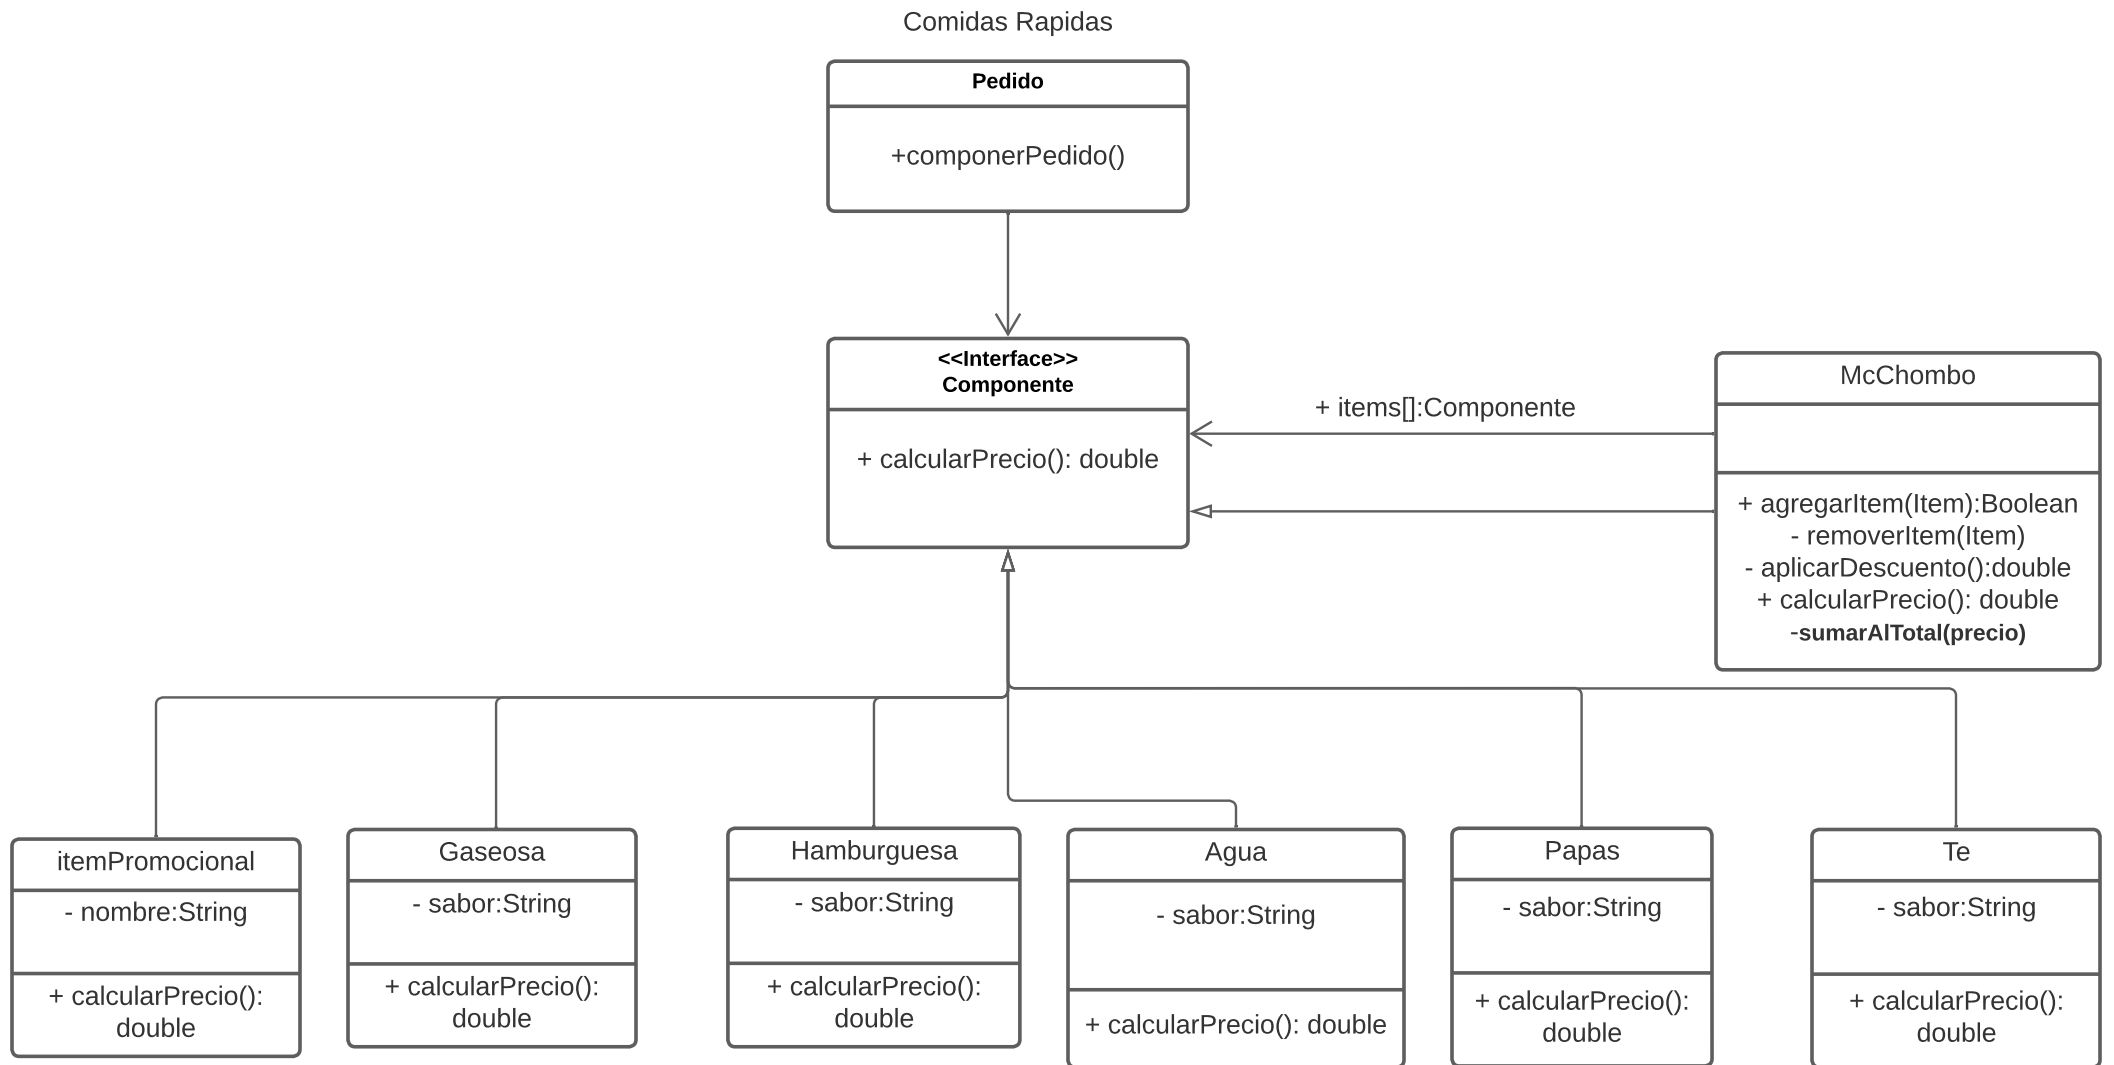 Comidas Rapidas
Pedido
+componerPedido()
<<Interface>>
Componente
+ calcularPrecio(): double
+ items[]:Componente
McChombo
+ agregarItem(Item):Boolean
- removerItem(Item)
- aplicarDescuento():double
+ calcularPrecio(): double
-sumarAlTotal(precio)
itemPromocional
- nombre:String
+ calcularPrecio():
double
Gaseosa
- sabor:String
+ calcularPrecio():
double
Hamburguesa
- sabor:String
+ calcularPrecio():
double
Agua
- sabor:String
+ calcularPrecio(): double
Papas
- sabor:String
+ calcularPrecio():
double
Te
- sabor:String
+ calcularPrecio():
double